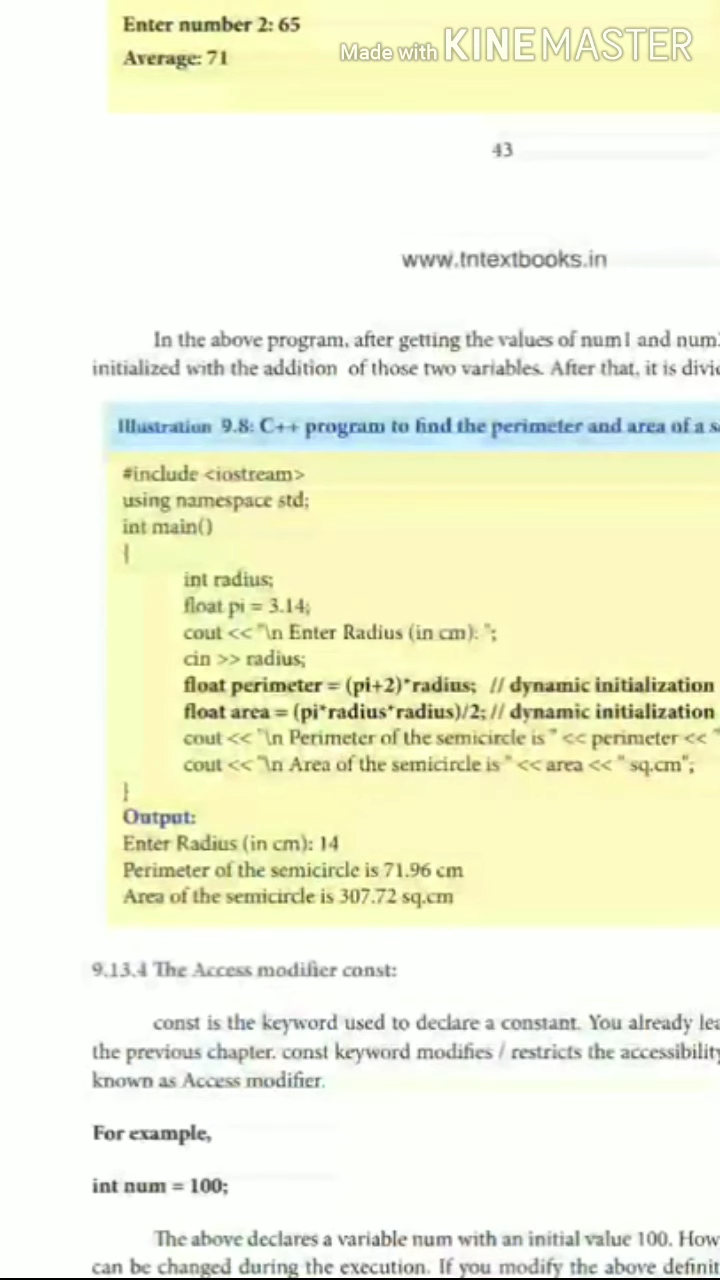 Enter number 2: 65
Made with KINEMASTER
Average: 71
43
www.tntextbooks.in
In the above program, after getting the values of num1 and num
initialized with the addition of those two variables. After that, it is
Illustration 9.8: C++ program to find the perimeter and area of a
#include <iostream>
using namespace std;
int main()
{
int radius;
float pi = 3.14;
cout << "\n Enter Radius (in cm): ";
cin >> radius;
float perimeter = (pi+2)*radius; // dynamic initialization
float area = (pi*radius*radius)/2; // dynamic initialization
cout << "\n Perimeter of the semicircle is " << perimeter << "
cout << "\n Area of the semicircle is " << area << " sq.cm";
}
Output:
Enter Radius (in cm): 14
Perimeter of the semicircle is 71.96 cm
Area of the semicircle is 307.72 sq.cm
9.13.4 The Access modifier const:
const is the keyword used to declare a constant. You already
the previous chapter. const keyword modifies / restricts the accessibility
known as Access modifier.
For example,
int num = 100;
The above declares a variable num with an initial value 100. How
can be changed during the execution. If you modify the above